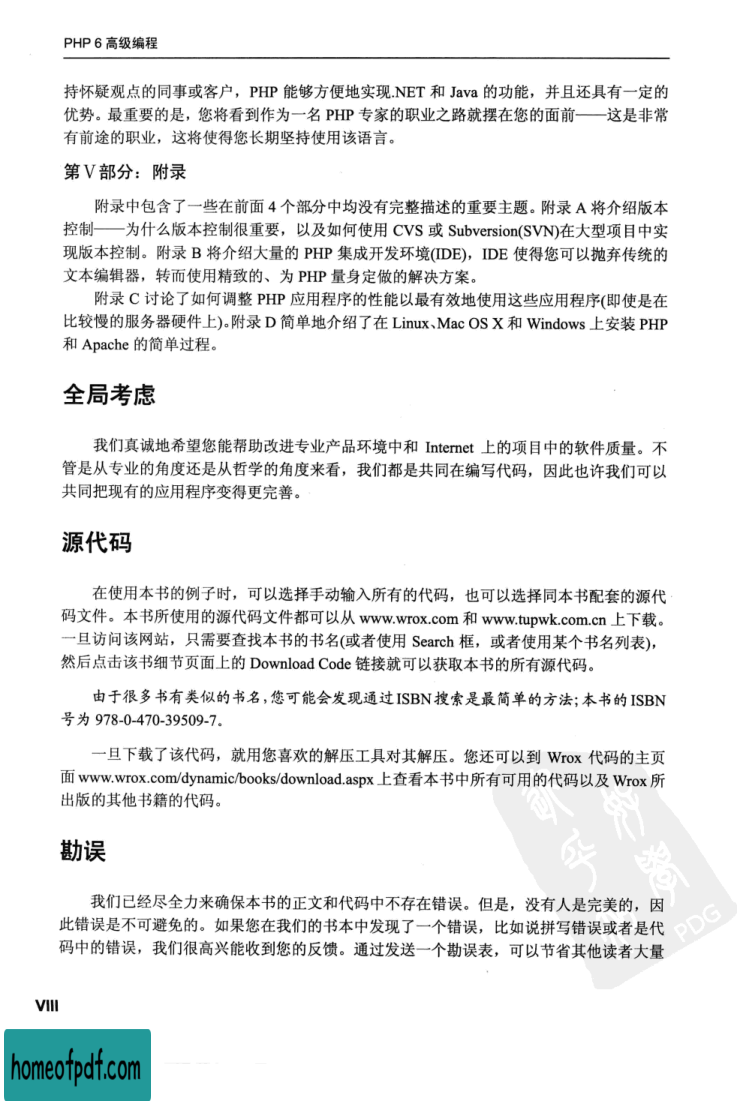 PHP 6 高级编程
持怀疑观点的同事或客户，PHP 能够方便地实现.NET 和 Java 的功能，并且还具有一定的
优势。最重要的是，您将看到作为一名 PHP 专家的职业之路就摆在您的面前——这是非常
有前途的职业，这将使得您长期坚持使用该语言。
第Ⅴ部分：附录
附录中包含了一些在前面 4 个部分中均没有完整描述的重要主题。附录 A 将介绍版本
控制——为什么版本控制很重要，以及如何使用 CVS 或 Subversion(SVN)在大型项目中实
现版本控制。附录 B 将介绍大量的 PHP 集成开发环境(IDE)，IDE 使得您可以抛弃传统的
文本编辑器，转而使用精致的、为 PHP 量身定做的解决方案。
附录 C 讨论了如何调整 PHP 应用程序的性能以最有效地使用这些应用程序(即使是在
比较慢的服务器硬件上)。附录 D 简单地介绍了在 Linux、Mac OS X 和 Windows 上安装 PHP
和 Apache 的简单过程。
全局考虑
我们真诚地希望您能帮助改进专业产品环境中和 Internet 上的项目中的软件质量。不
管是从专业的角度还是从哲学的角度来看，我们都是共同在编写代码，因此也许我们可以
共同把现有的应用程序变得更完善。
源代码
在使用本书的例子时，可以选择手动输入所有的代码，也可以选择同本书配套的源代
码文件。本书所使用的源代码文件都可以从 www.wrox.com 和 www.tupwk.com.cn 上下载。
一旦访问该网站，只需要查找本书的书名(或者使用 Search 框，或者使用某个书名列表)，
然后点击该书细节页面上的 Download Code 链接就可以获取本书的所有源代码。
由于很多书有类似的书名，您可能会发现通过 ISBN 搜索是最简单的方法；本书的 ISBN
号为 978-0-470-39509-7。
一旦下载了该代码，就用您喜欢的解压工具对其解压。您还可以到 Wrox 代码的主页
面 www.wrox.com/dynamic/books/download.aspx 上查看本书中所有可用的代码以及 Wrox 所
出版的其他书籍的代码。
勘误
我们已经尽全力来确保本书的正文和代码中不存在错误。但是，没有人是完美的，因
此错误是不可避免的。如果您在我们的书本中发现了一个错误，比如说拼写错误或者是代
码中的错误，我们很高兴能收到您的反馈。通过发送一个勘误表，可以节省其他读者大量
PDG
VIII
homeofpdf.com